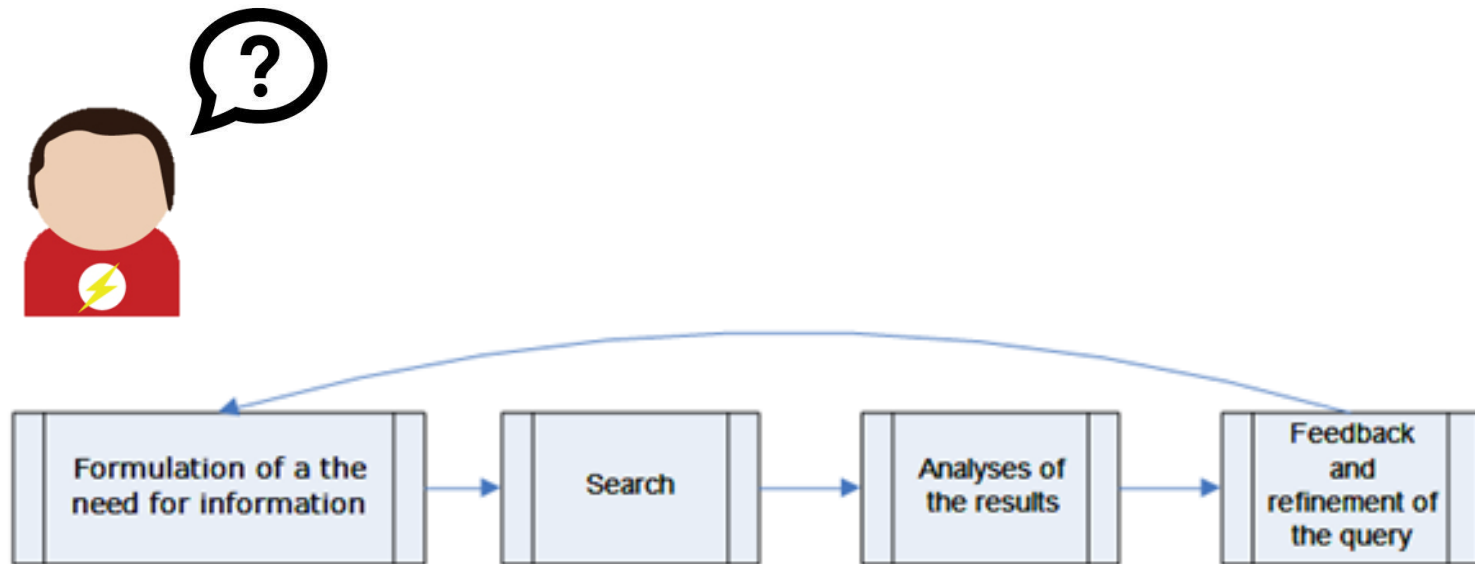 ?
Formulation of a the
need for information
Search
Analyses of
the results
Feedback
and
refinement of
the query